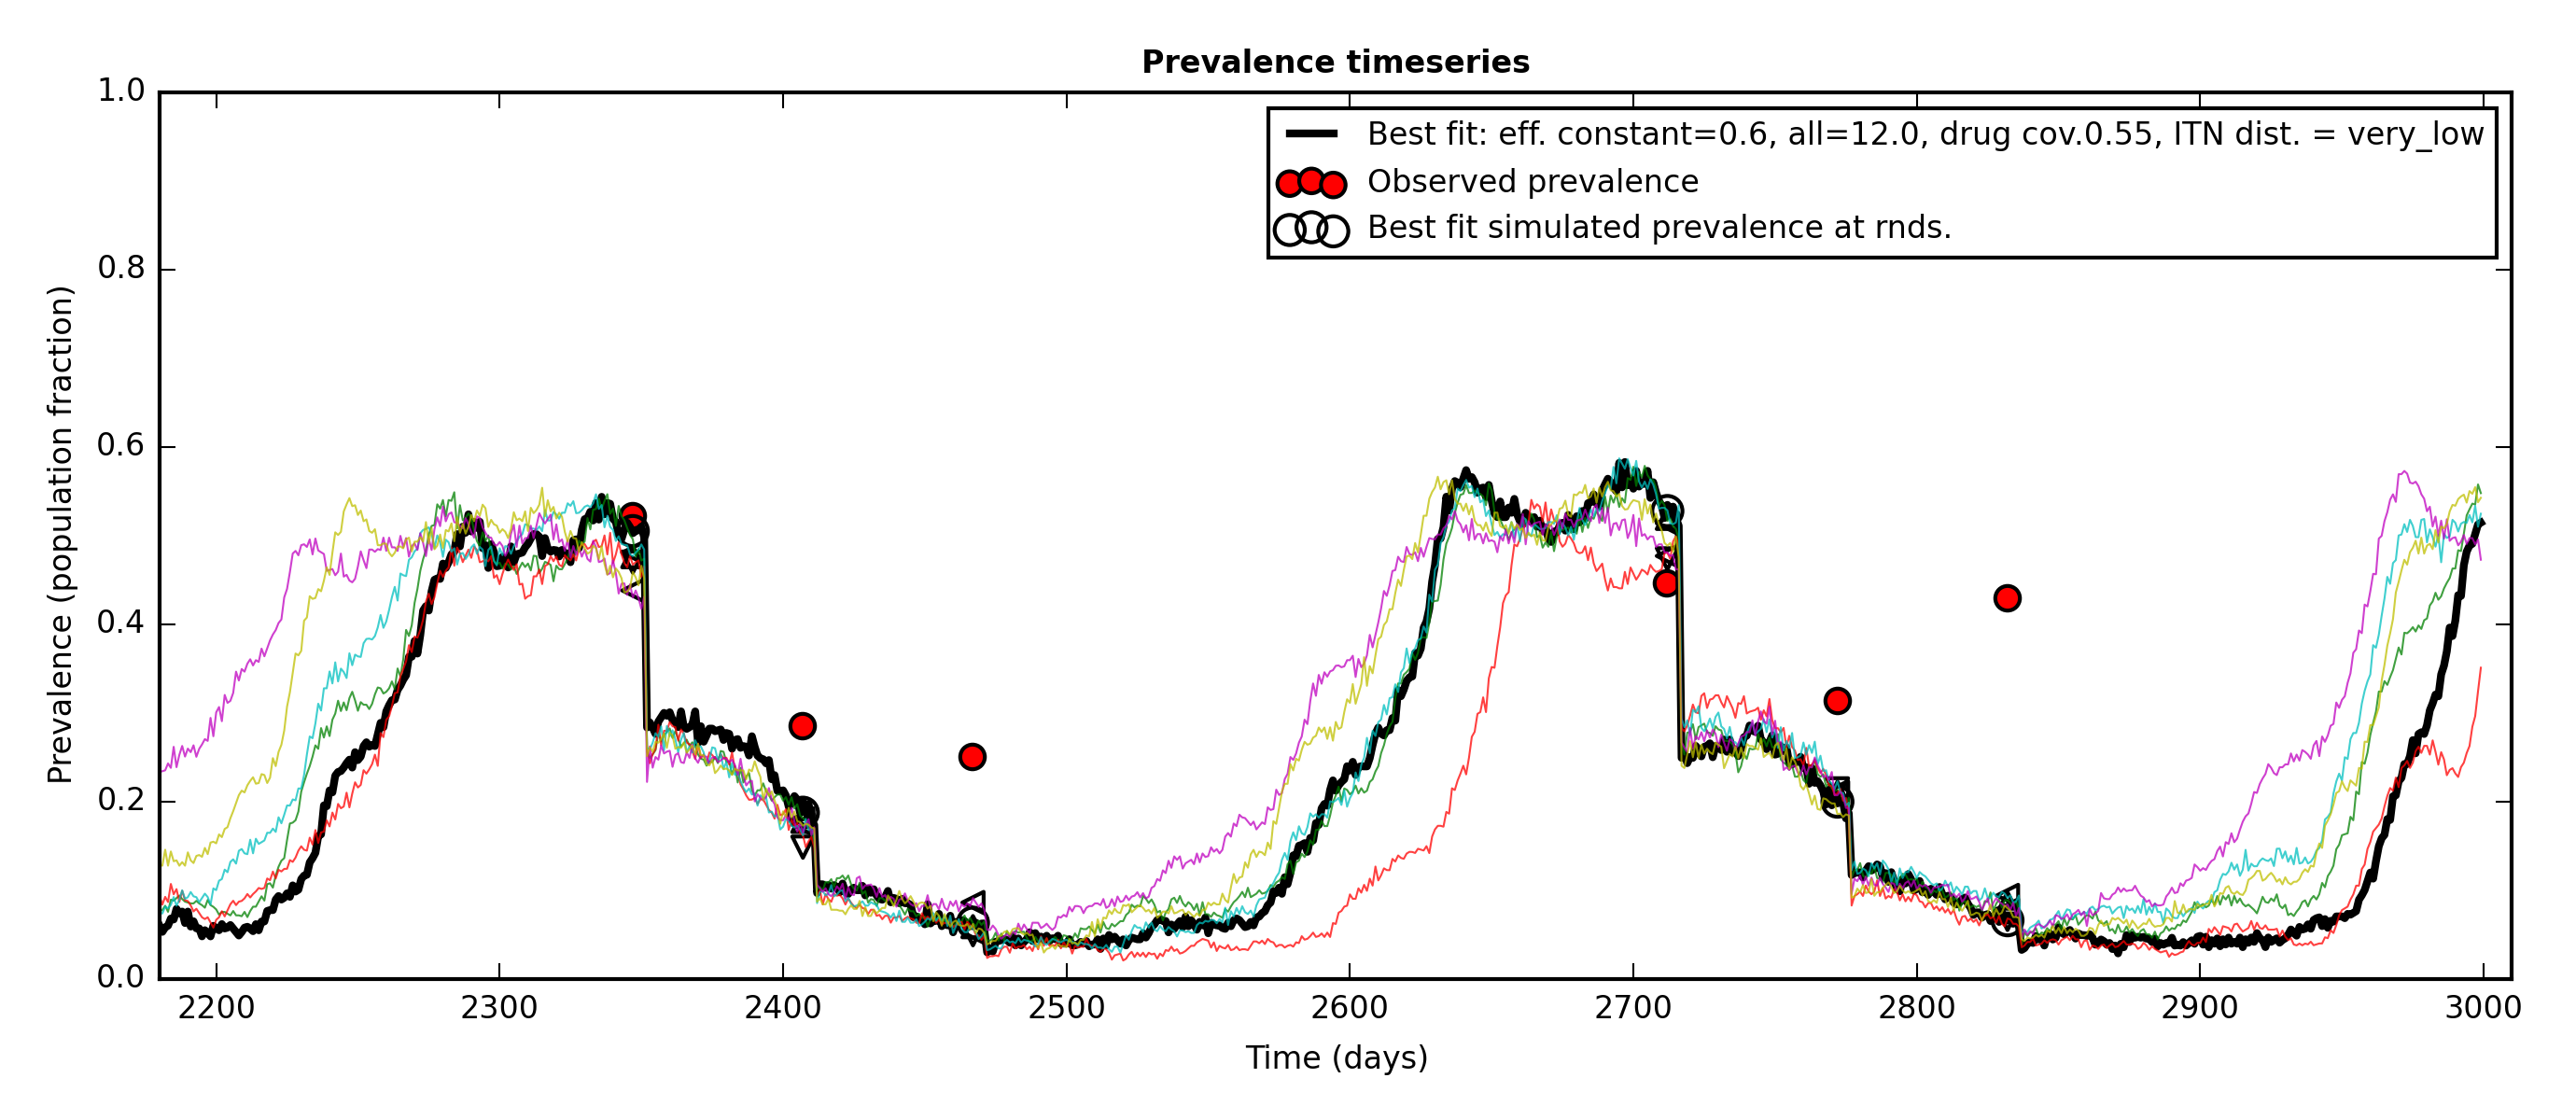 Prevalence timeseries
Best fit: eff. constant=0.6, all=12.0, drug cov.0.55, ITN dist. = very_low
Observed prevalence
Best fit simulated prevalence at rnds.
Prevalence (population fraction)
1.0
0.8
0.6
0.4
0.2
0.0
2200 2300 2400 2500 2600 2700 2800 2900 3000
Time (days)